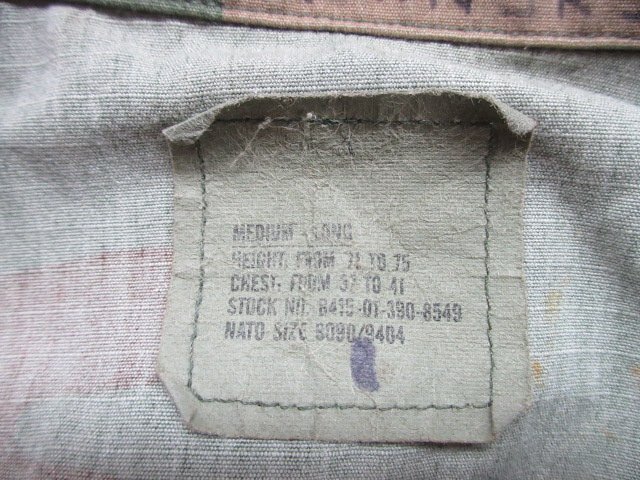 MEDIUM - LONG
HEIGHT: FROM 71 TO 75
CHEST: FROM 37 TO 41
STOCK NO. 8415-01-390-8549
NATO SIZE 8090/9404